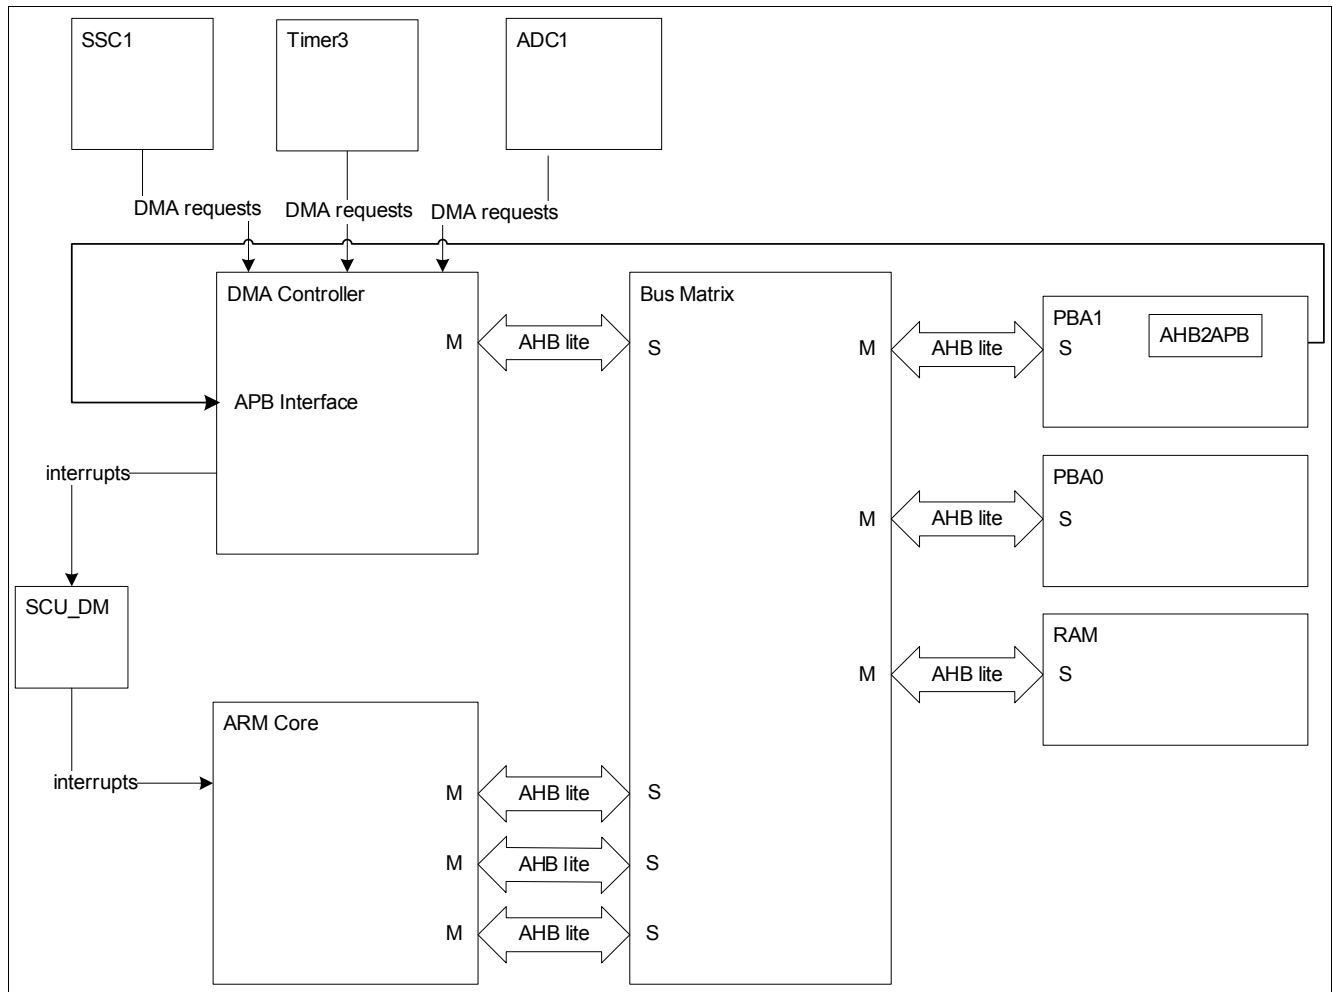 SSC1
Timer3
ADC1
DMA requests
DMA requests
DMA requests
DMA Controller
Bus Matrix
PBA1
AHB2APB
M
AHB lite
S
M
AHB lite
S
APB Interface
interrupts
PBA0
M
AHB lite
S
SCU_DM
RAM
M
AHB lite
S
ARM Core
interrupts
M
AHB lite
S
M
AHB lite
S
M
AHB lite
S